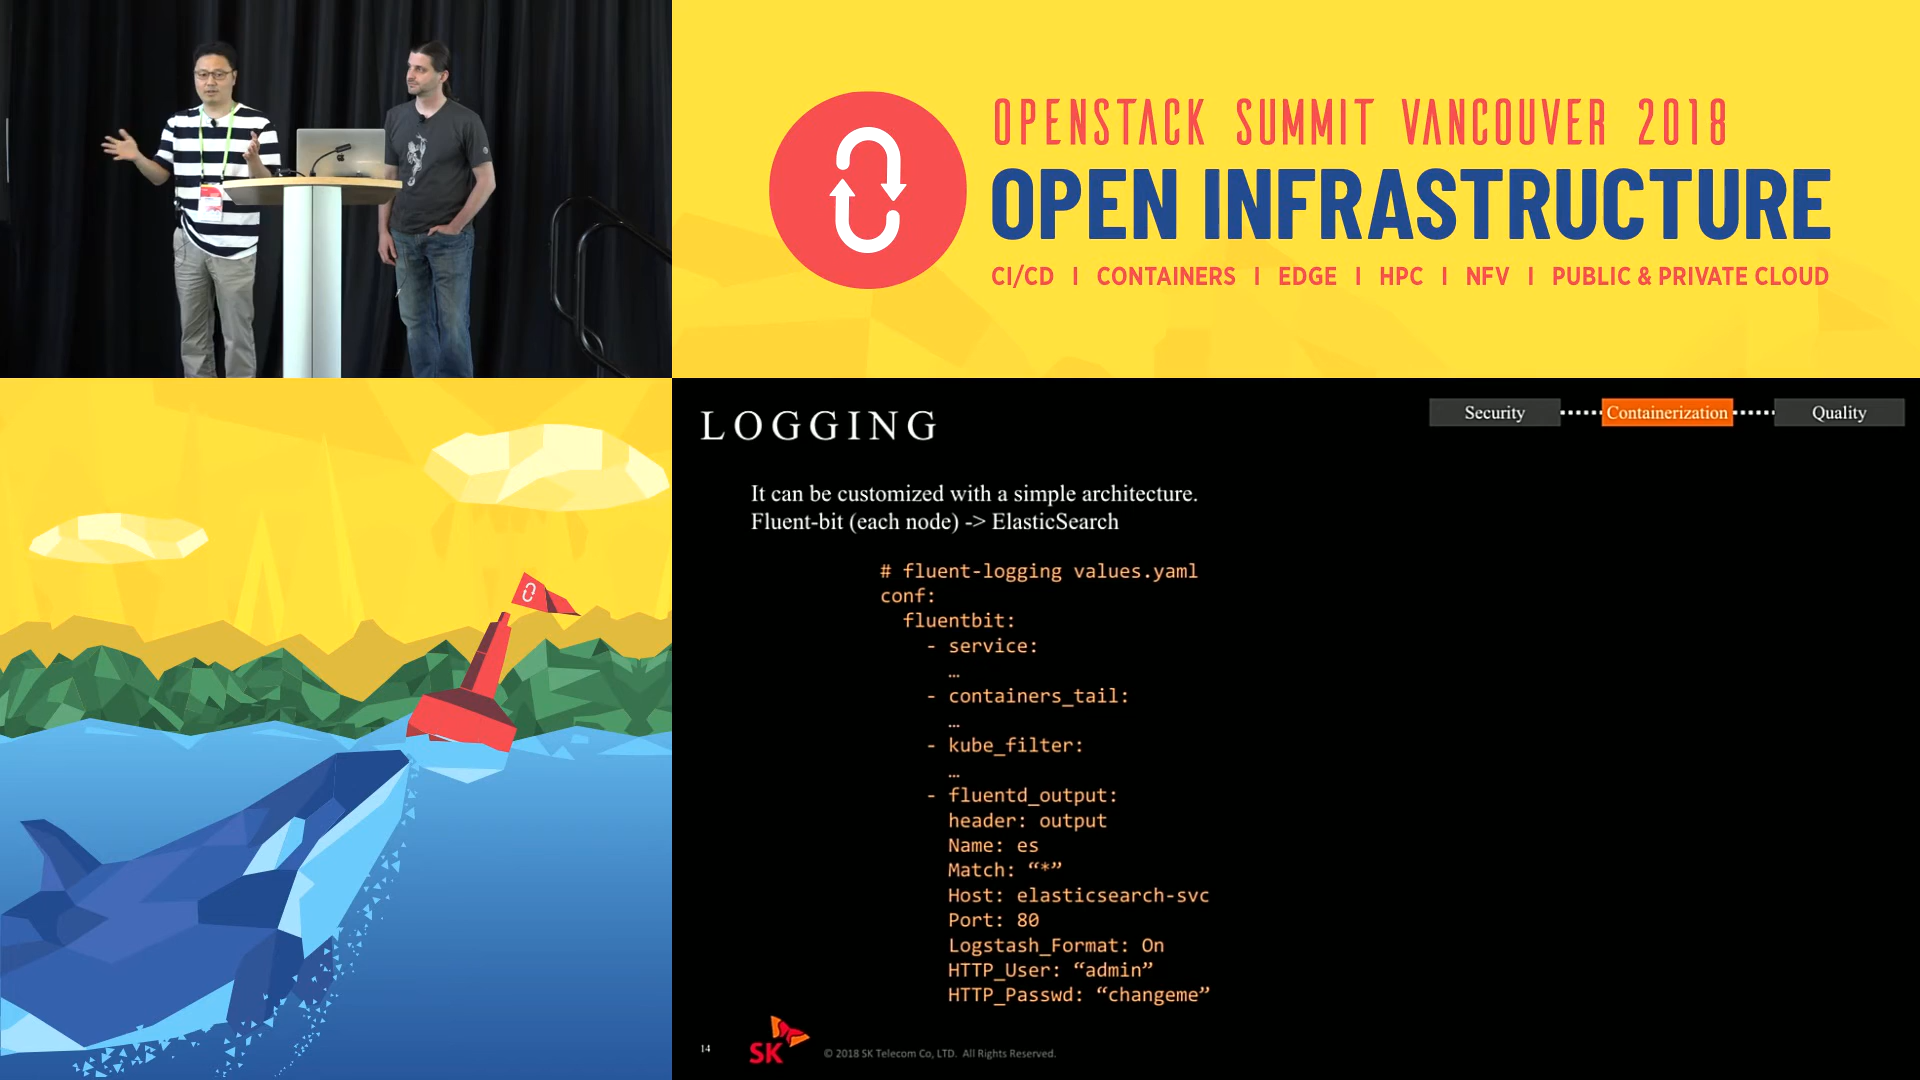 OPENSTACK SUMMIT VANCOUVER 2018
OPEN INFRASTRUCTURE
CI/CD | CONTAINERS | EDGE | HPC | NFV | PUBLIC & PRIVATE CLOUD
LOGGING
Security
Containerization
Quality
It can be customized with a simple architecture.
Fluent-bit (each node) -> ElasticSearch
# fluent-logging values.yaml
conf:
fluentbit:
- service:
…
- containers_tail:
…
- kube_filter:
…
- fluentd_output:
header: output
Name: es
Match: “*”
Host: elasticsearch-svc
Port: 80
Logstash_Format: On
HTTP_User: “admin”
HTTP_Passwd: “changeme”
14
SK
© 2018 SK Telecom Co, LTD. All Rights Reserved.